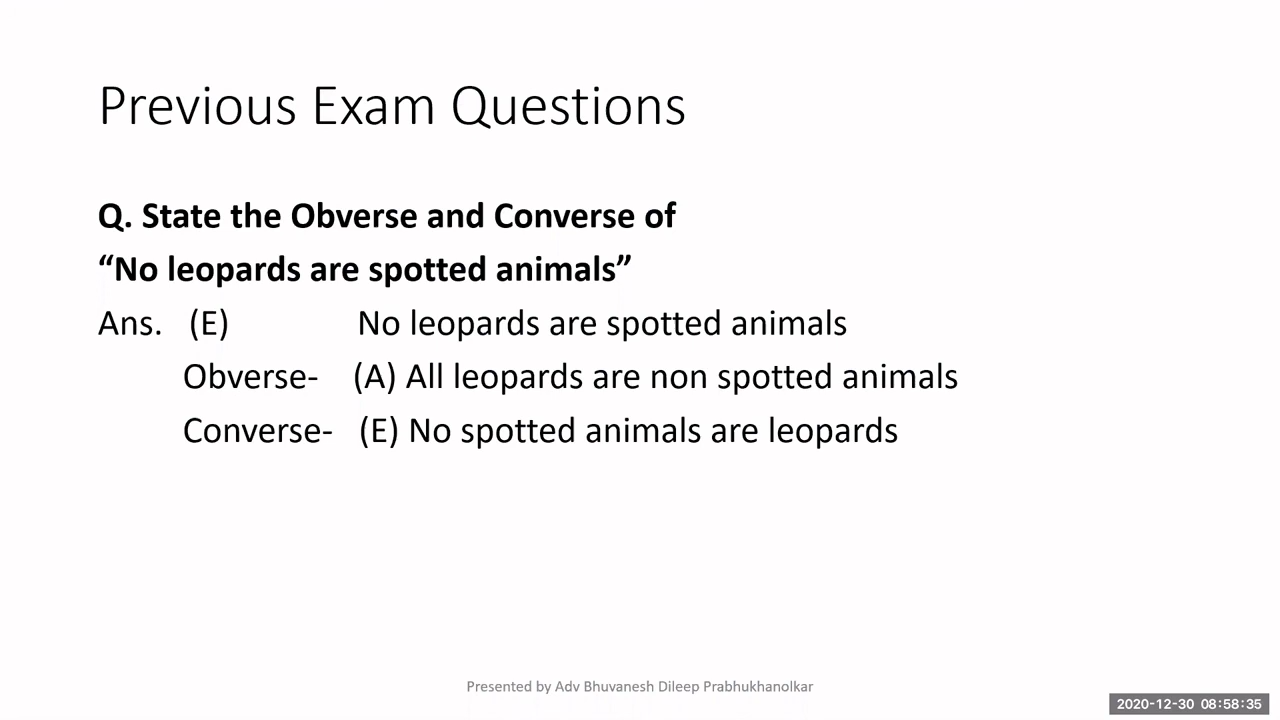 Previous Exam Questions
Q. State the Obverse and Converse of
“No leopards are spotted animals”
Ans. (E) No leopards are spotted animals
Obverse- (A) All leopards are non spotted animals
Converse- (E) No spotted animals are leopards
Presented by Adv Bhuvanesh Dileep Prabhukhanolkar
2020-12-30 08:58:35